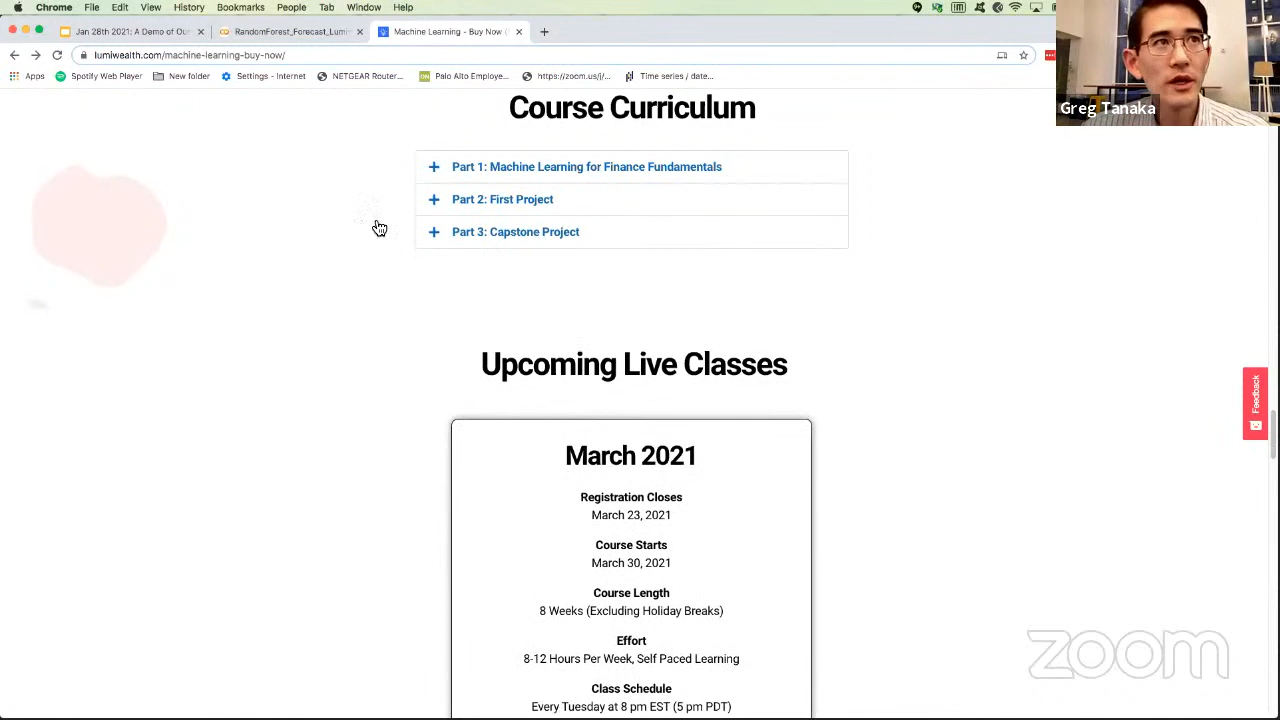 Chrome File Edit View History Bookmarks People Tab Window Help
Jan 28th 2021: A Demo of Our
RandomForest_Forecast_Lumi
Machine Learning - Buy Now (
lumiwealth.com/machine-learning-buy-now/
Apps Spotify Web Player New folder Settings - Internet NETGEAR Router... Palo Alto Employe... https://zoom.us/j/... Time series / date...
Greg Tanaka
Course Curriculum
Part 1: Machine Learning for Finance Fundamentals
Part 2: First Project
Part 3: Capstone Project
Upcoming Live Classes
Feedback
March 2021
Registration Closes
March 23, 2021
Course Starts
March 30, 2021
Course Length
8 Weeks (Excluding Holiday Breaks)
Effort
8-12 Hours Per Week, Self Paced Learning
Class Schedule
Every Tuesday at 8 pm EST (5 pm PDT)
zoom